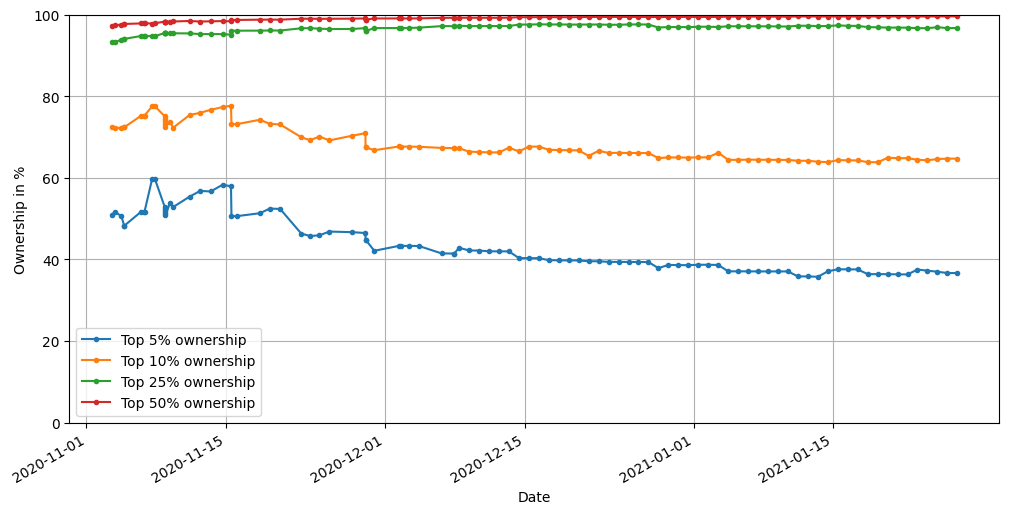 100
80
60
40
20
0
Ownership in %
Top 5% ownership
Top 10% ownership
Top 25% ownership
Top 50% ownership
2020-11-01
2020-11-15
2020-12-01
2020-12-15
2021-01-01
2021-01-15
Date